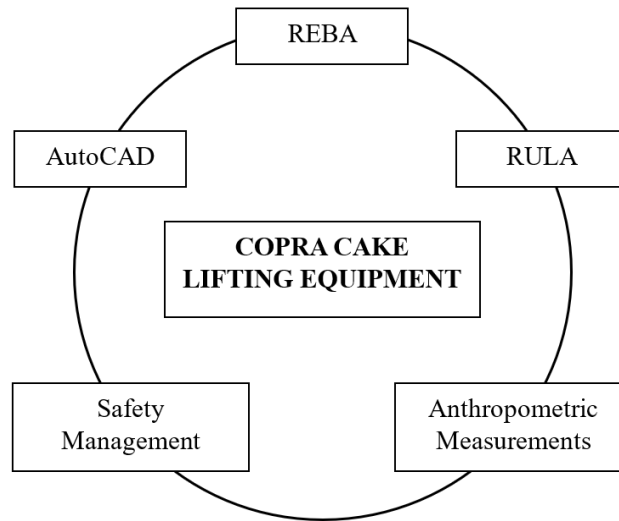 REBA
AutoCAD
RULA
COPRA CAKE
LIFTING EQUIPMENT
Safety
Management
Anthropometric
Measurements